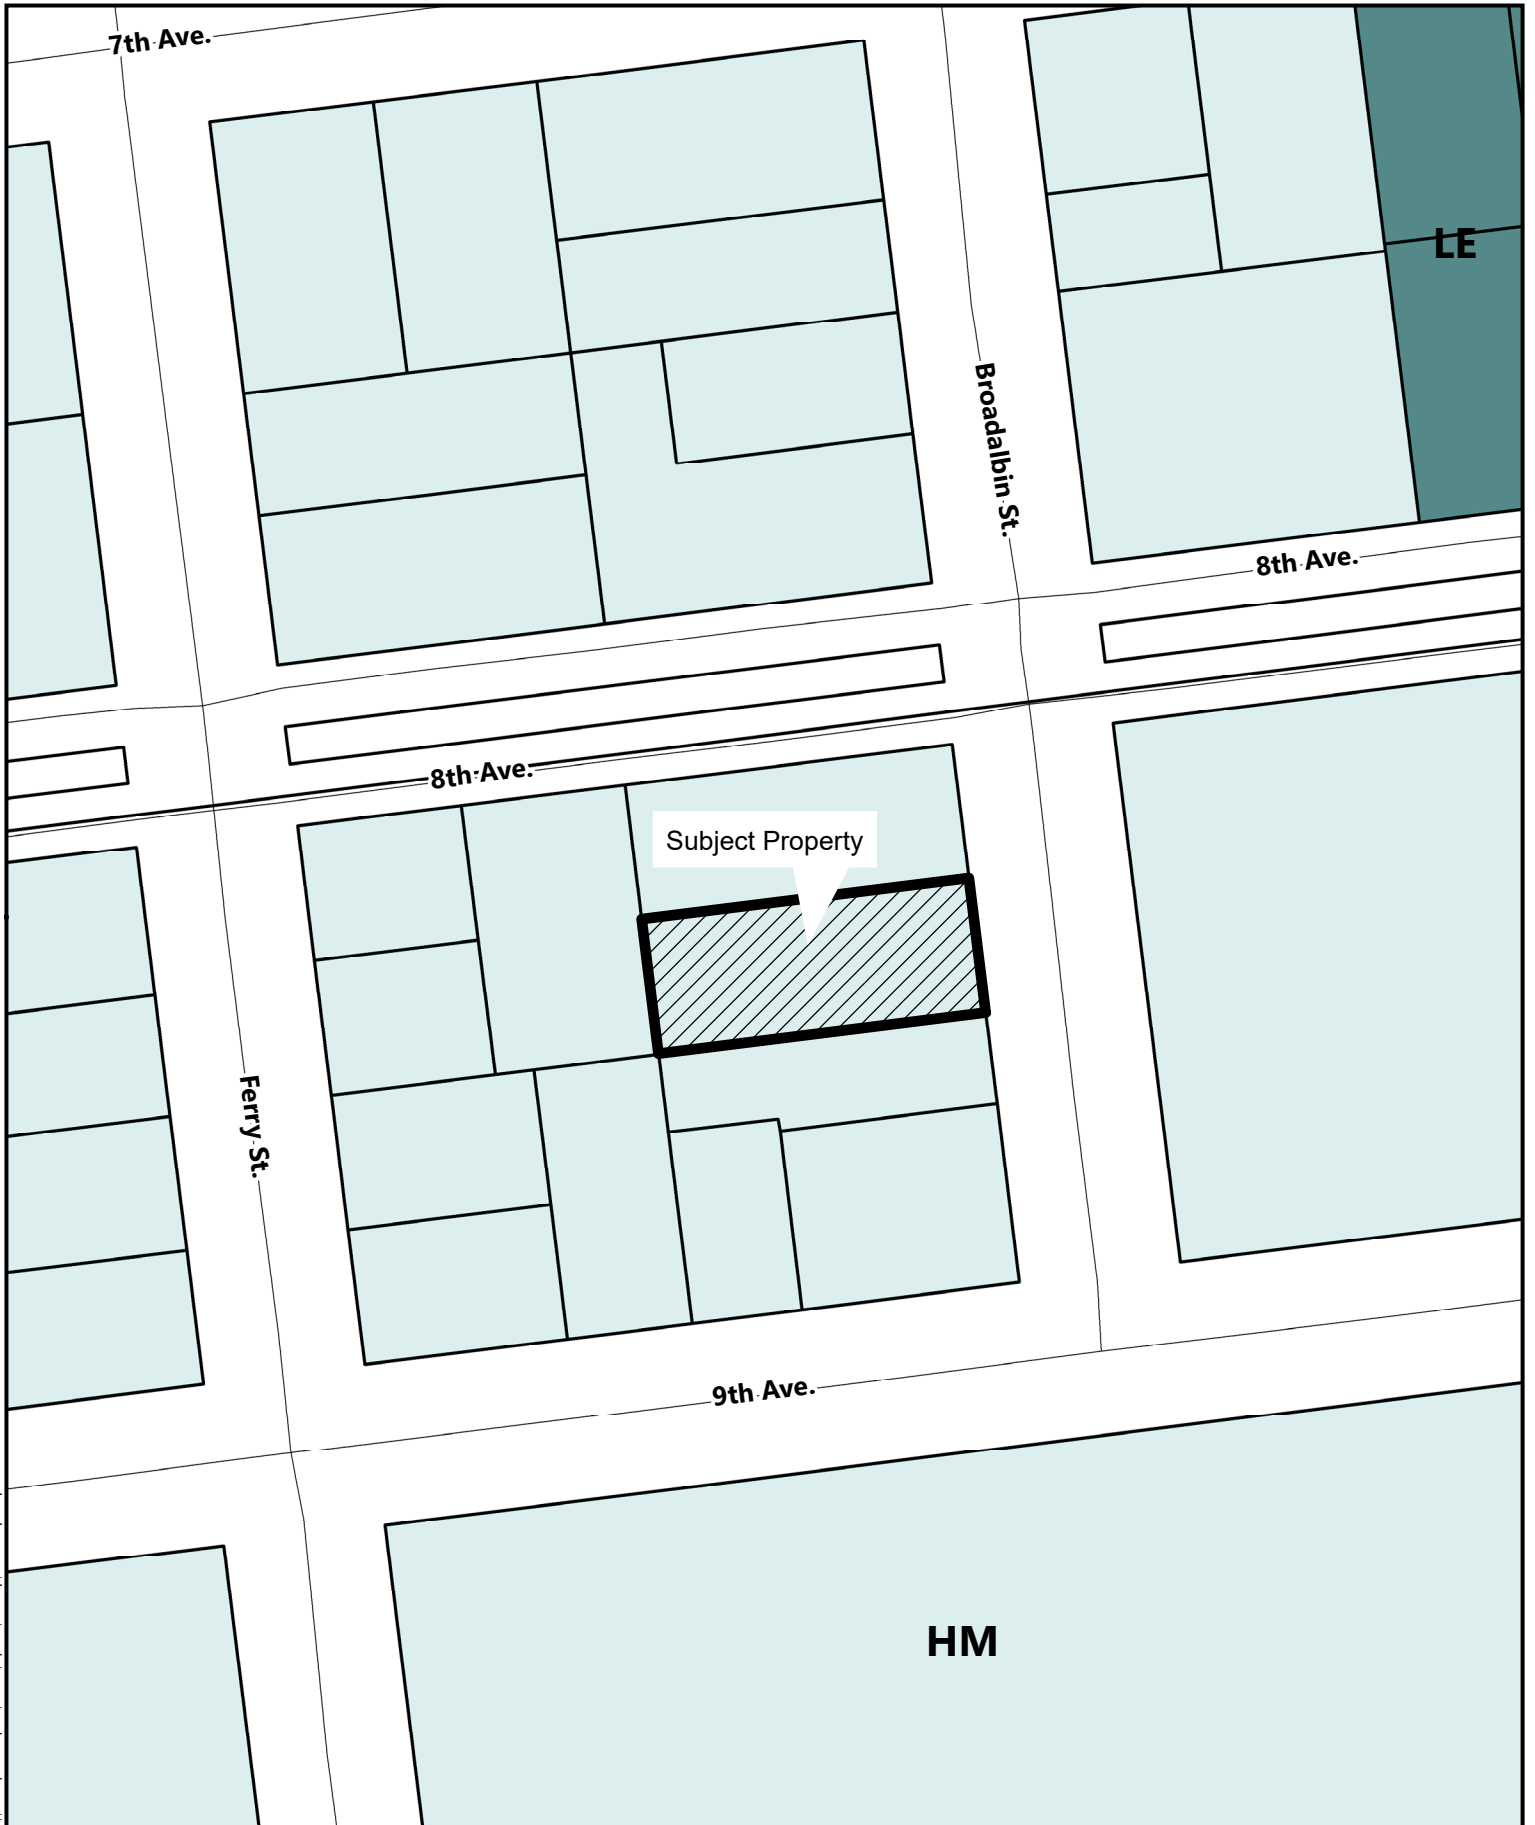 7th Ave.
LE
Broadalbin St.
8th Ave.
8th Ave.
Subject Property
Ferry St.
9th Ave.
HM